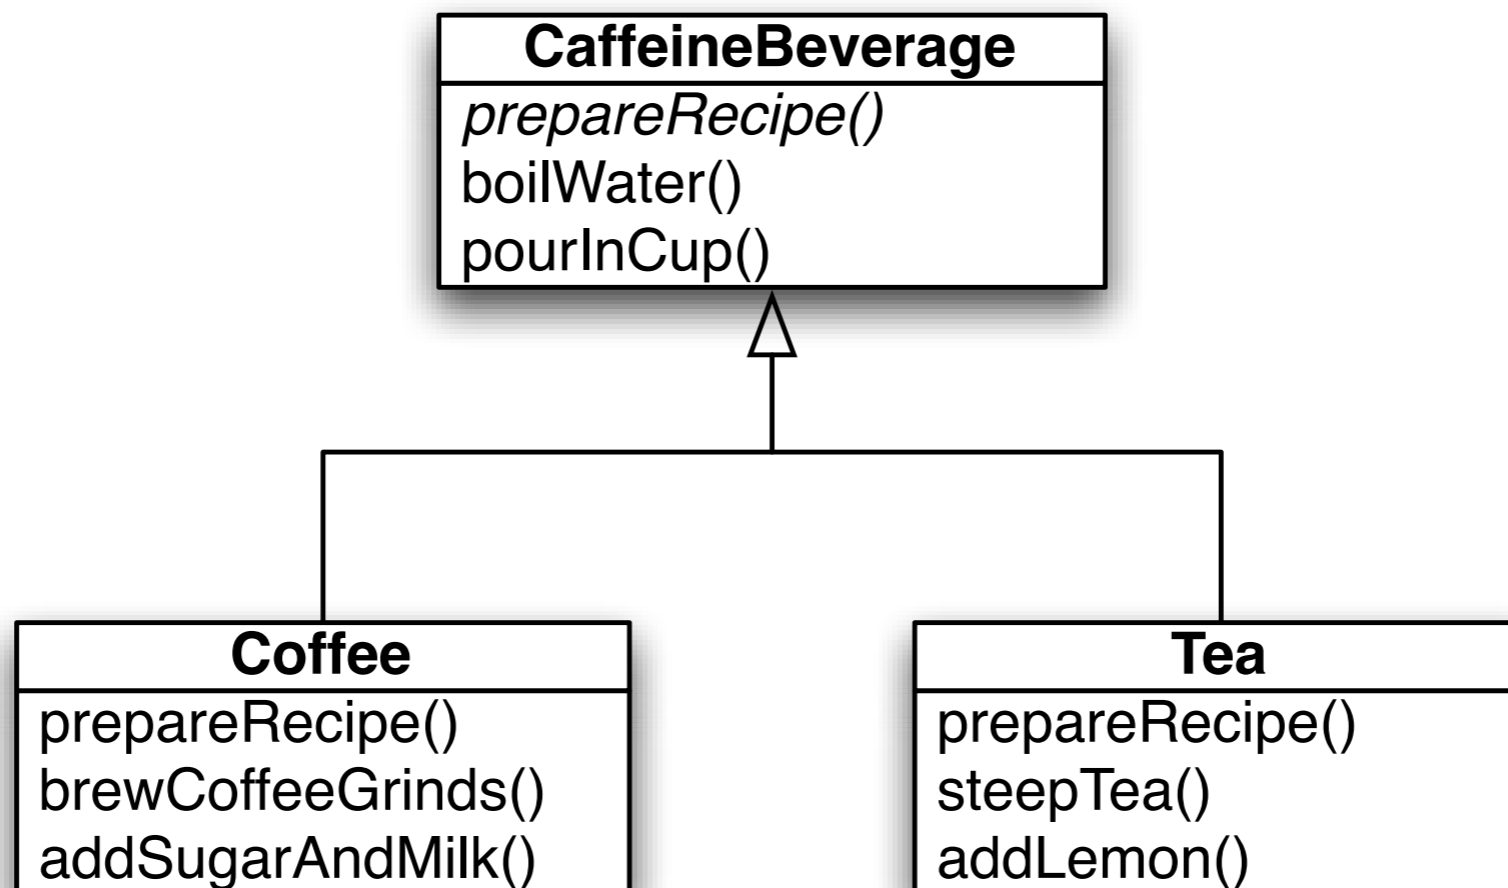 CaffeineBeverage
prepareRecipe()
boilWater()
pourInCup()
Coffee
prepareRecipe()
brewCoffeeGrinds()
addSugarAndMilk()
Tea
prepareRecipe()
steepTea()
addLemon()